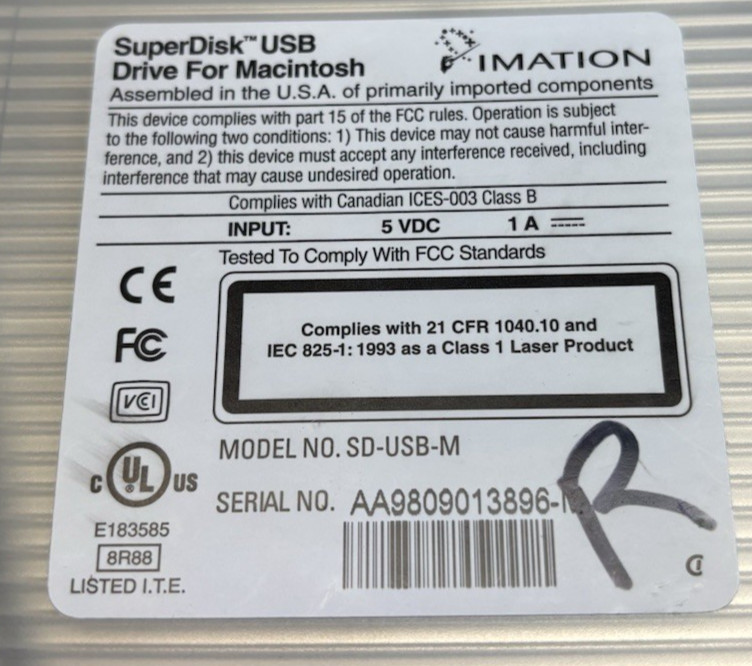 SuperDisk™ USB
Drive For Macintosh
IMATION
Assembled in the U.S.A. of primarily imported components
This device complies with part 15 of the FCC rules. Operation is subject
to the following two conditions: 1) This device may not cause harmful inter-
ference, and 2) this device must accept any interference received, including
interference that may cause undesired operation.
Complies with Canadian ICES-003 Class B
INPUT: 5 VDC 1 A
Tested To Comply With FCC Standards
CE
FC
VCI
Complies with 21 CFR 1040.10 and
IEC 825-1: 1993 as a Class 1 Laser Product
MODEL NO. SD-USB-M
SERIAL NO. AA9809013896-
R
C UL US
E183585
8R88
LISTED I.T.E.